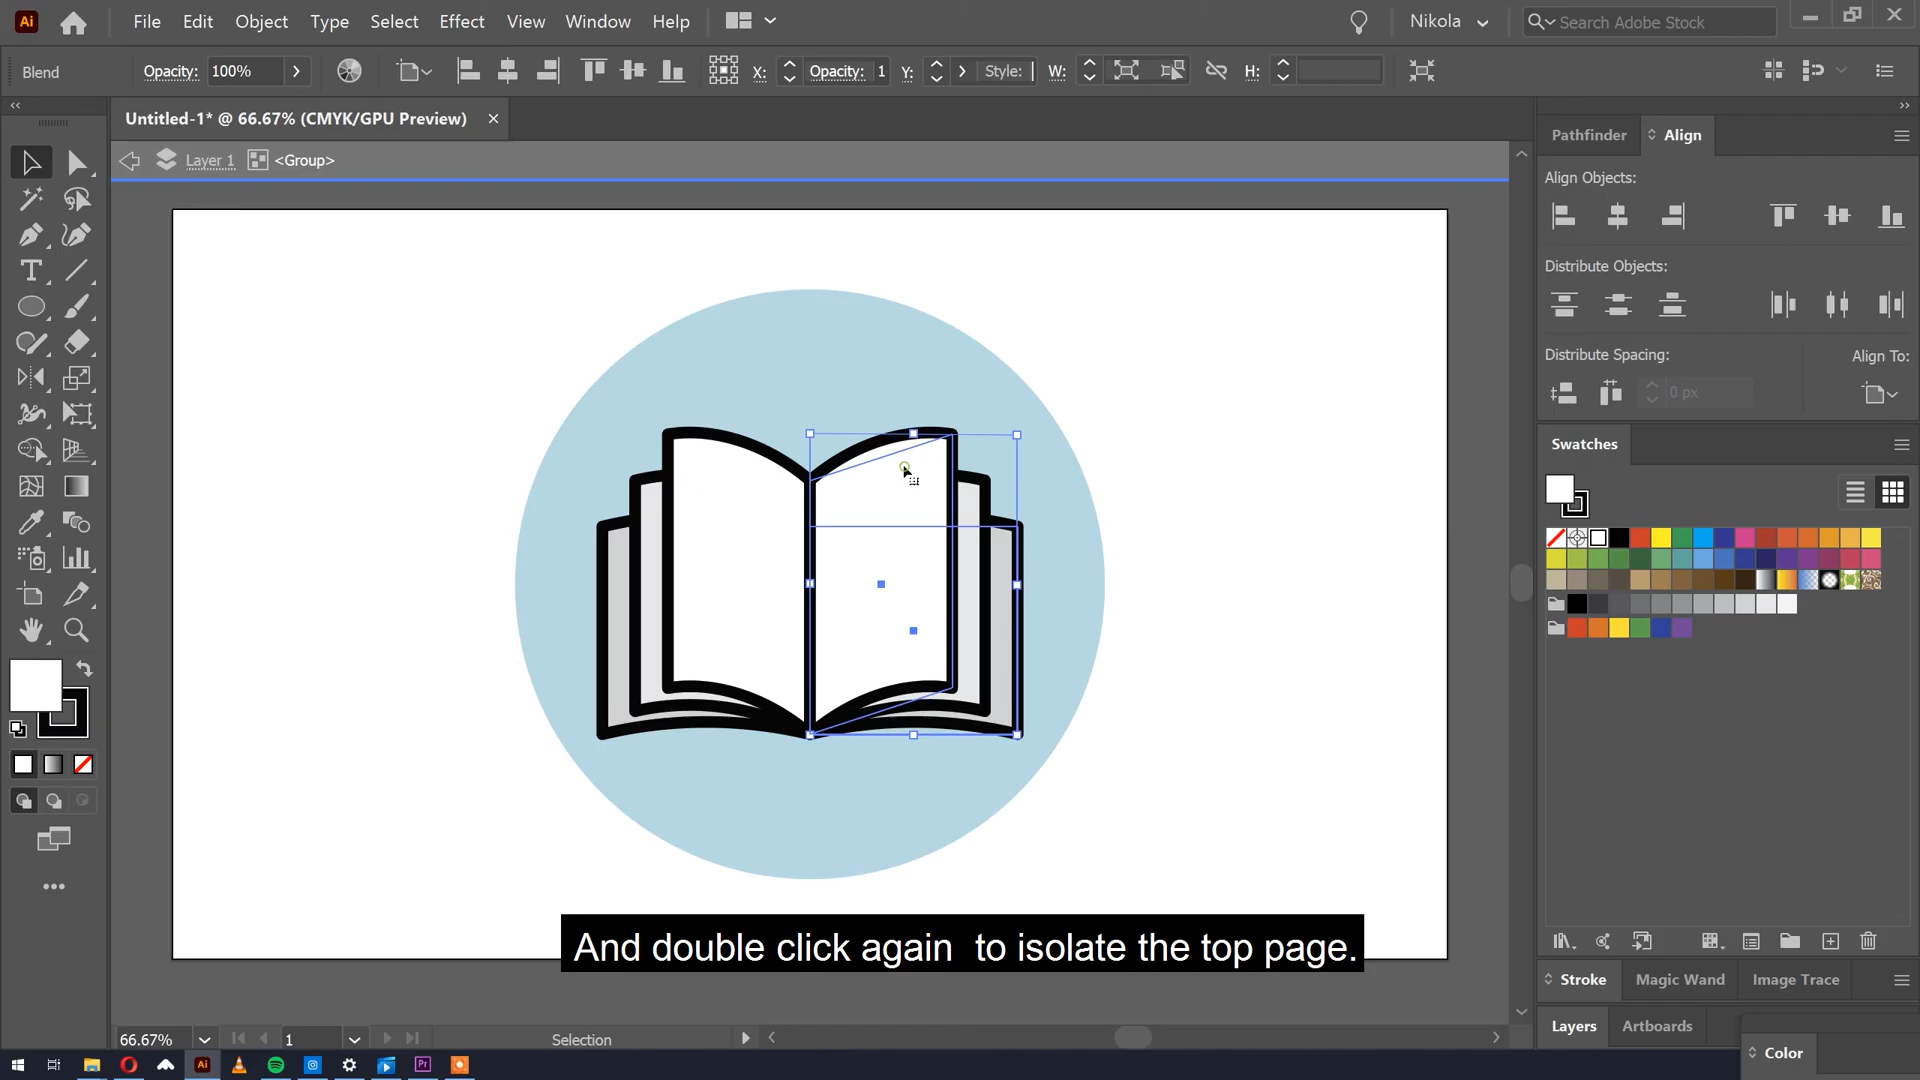 Ai File Edit Object Type Select Effect View Window Help Nikola Search Adobe Stock
Blend Opacity: 100% X: Opacity: 1 Y: Style: W: H:
Untitled-1* @ 66.67% (CMYK/GPU Preview)
Layer 1 <Group>
Pathfinder Align
Align Objects:
Distribute Objects:
Distribute Spacing: Align To:
0 px
Swatches
And double click again to isolate the top page.
Stroke Magic Wand Image Trace
Layers Artboards
66.67% 1 Selection
Color
Ai Pr